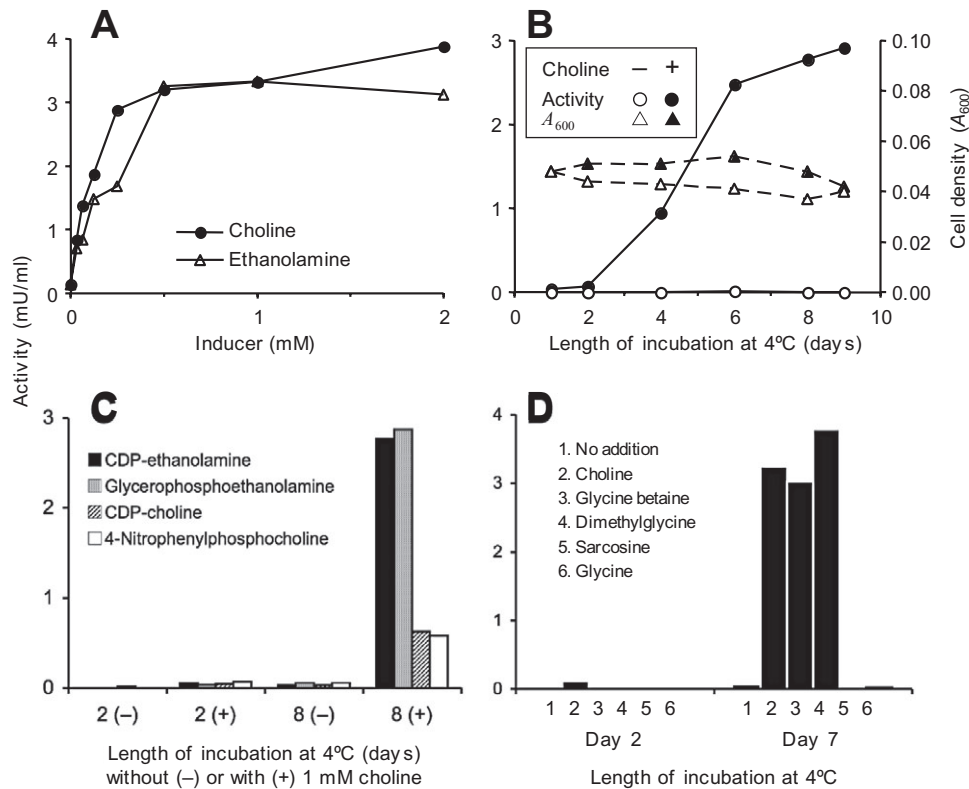 A
4
3
2
1
0
0
1
2
Choline
Ethanolamine
Inducer (mM)
Activity (mU/ml)
B
3
2
1
0
0.10
0.08
0.06
0.04
0.02
0.00
Choline – +
Activity
A600
0
2
4
6
8
10
Length of incubation at 4ºC (days)
Cell density (A600)
C
3
2
1
0
CDP-ethanolamine
Glycerophosphoethanolamine
CDP-choline
4-Nitrophenylphosphocholine
2 (–) 2 (+) 8 (–) 8 (+)
Length of incubation at 4ºC (days)
without (–) or with (+) 1 mM choline
D
4
3
2
1
0
1. No addition
2. Choline
3. Glycine betaine
4. Dimethylglycine
5. Sarcosine
6. Glycine
1 2 3 4 5 6 1 2 3 4 5 6
Day 2 Day 7
Length of incubation at 4ºC